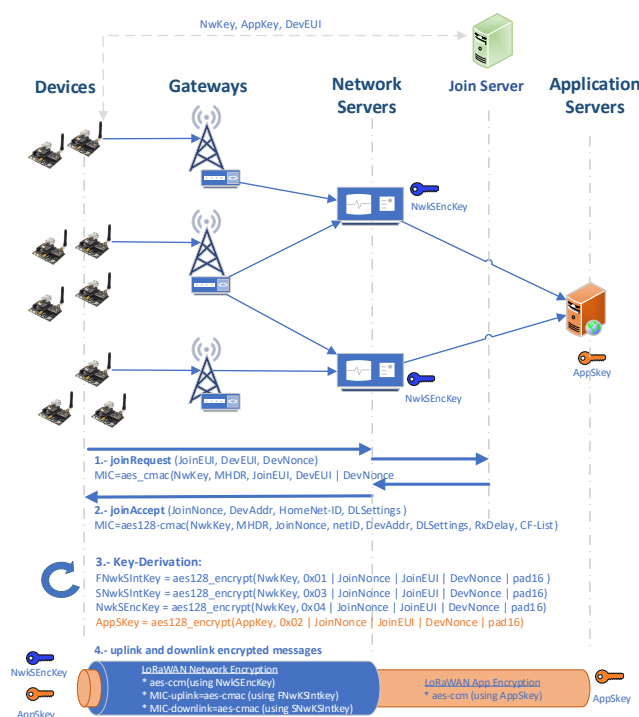 NwKey, AppKey, DevEUI
Devices
Gateways
Network
Servers
Join Server
Application
Servers
NwkSEncKey
NwkSEncKey
AppSkey
1.- joinRequest (JoinEUI, DevEUI, DevNonce)
MIC=aes_cmac(NwKey, MHDR, JoinEUI, DevEUI | DevNonce
2.- joinAccept (JoinNonce, DevAddr, HomeNet-ID, DLSettings )
MIC=aes128-cmac(NwkKey, MHDR, JoinNonce, netID, DevAddr, DLSettings, RxDelay, CF-List)
3.- Key-Derivation:
FNwkSIntKey = aes128_encrypt(NwkKey, 0x01 | JoinNonce | JoinEUI | DevNonce | pad16 )
SNwkSIntKey = aes128_encrypt(NwkKey, 0x03 | JoinNonce | JoinEUI | DevNonce | pad16)
NwkSEncKey = aes128_encrypt(NwkKey, 0x04 | JoinNonce | JoinEUI | DevNonce | pad16)
AppSKey = aes128_encrypt(AppKey, 0x02 | JoinNonce | JoinEUI | DevNonce | pad16)
4.- uplink and downlink encrypted messages
NwkSEncKey
AppSkey
LoRaWAN Network Encryption
* aes-ccm(using NwkSEncKey)
* MIC-uplink=aes-cmac (using FNwKSIntkey)
* MIC-downlink=aes-cmac (using SNwKSIntKey)
LoRaWAN App Encryption
* aes-ccm (using AppSKey)
AppSkey